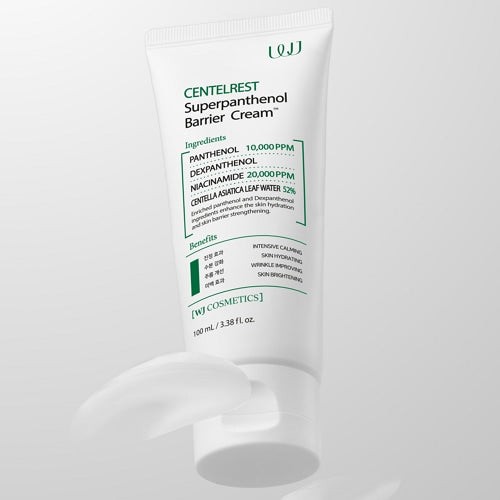 WJ
CENTELREST
Superpanthenol
Barrier Cream™
Ingredients
PANTHENOL 10,000 PPM
DEXPANTHENOL
NIACINAMIDE 20,000 PPM
CENTELLA ASIATICA LEAF WATER 52%
Enriched panthenol and Dexpanthenol
ingredients enhance the skin hydration
and skin barrier strengthening.
Benefits
진정 효과 INTENSIVE CALMING
수분 강화 SKIN HYDRATING
주름 개선 WRINKLE IMPROVING
미백 효과 SKIN BRIGHTENING
[WJ COSMETICS]
100 mL / 3.38 fl. oz.